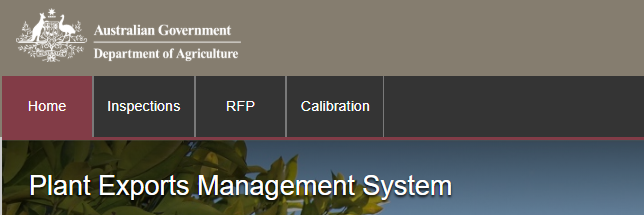 Australian Government
Department of Agriculture
Home Inspections RFP Calibration
Plant Exports Management System